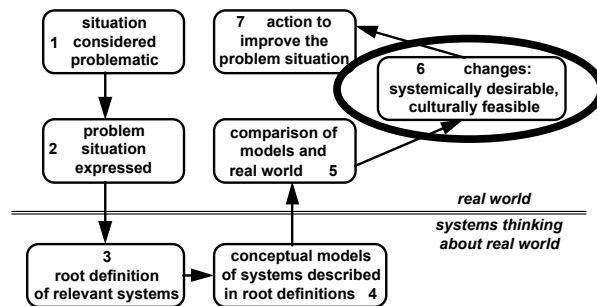 situation
1 considered
problematic
problem
2 situation
expressed
3
root definition
of relevant systems
conceptual models
of systems described
in root definitions 4
comparison of
models and
real world 5
6 changes:
systemically desirable,
culturally feasible
7 action to
improve the
problem situation
real world
systems thinking
about real world